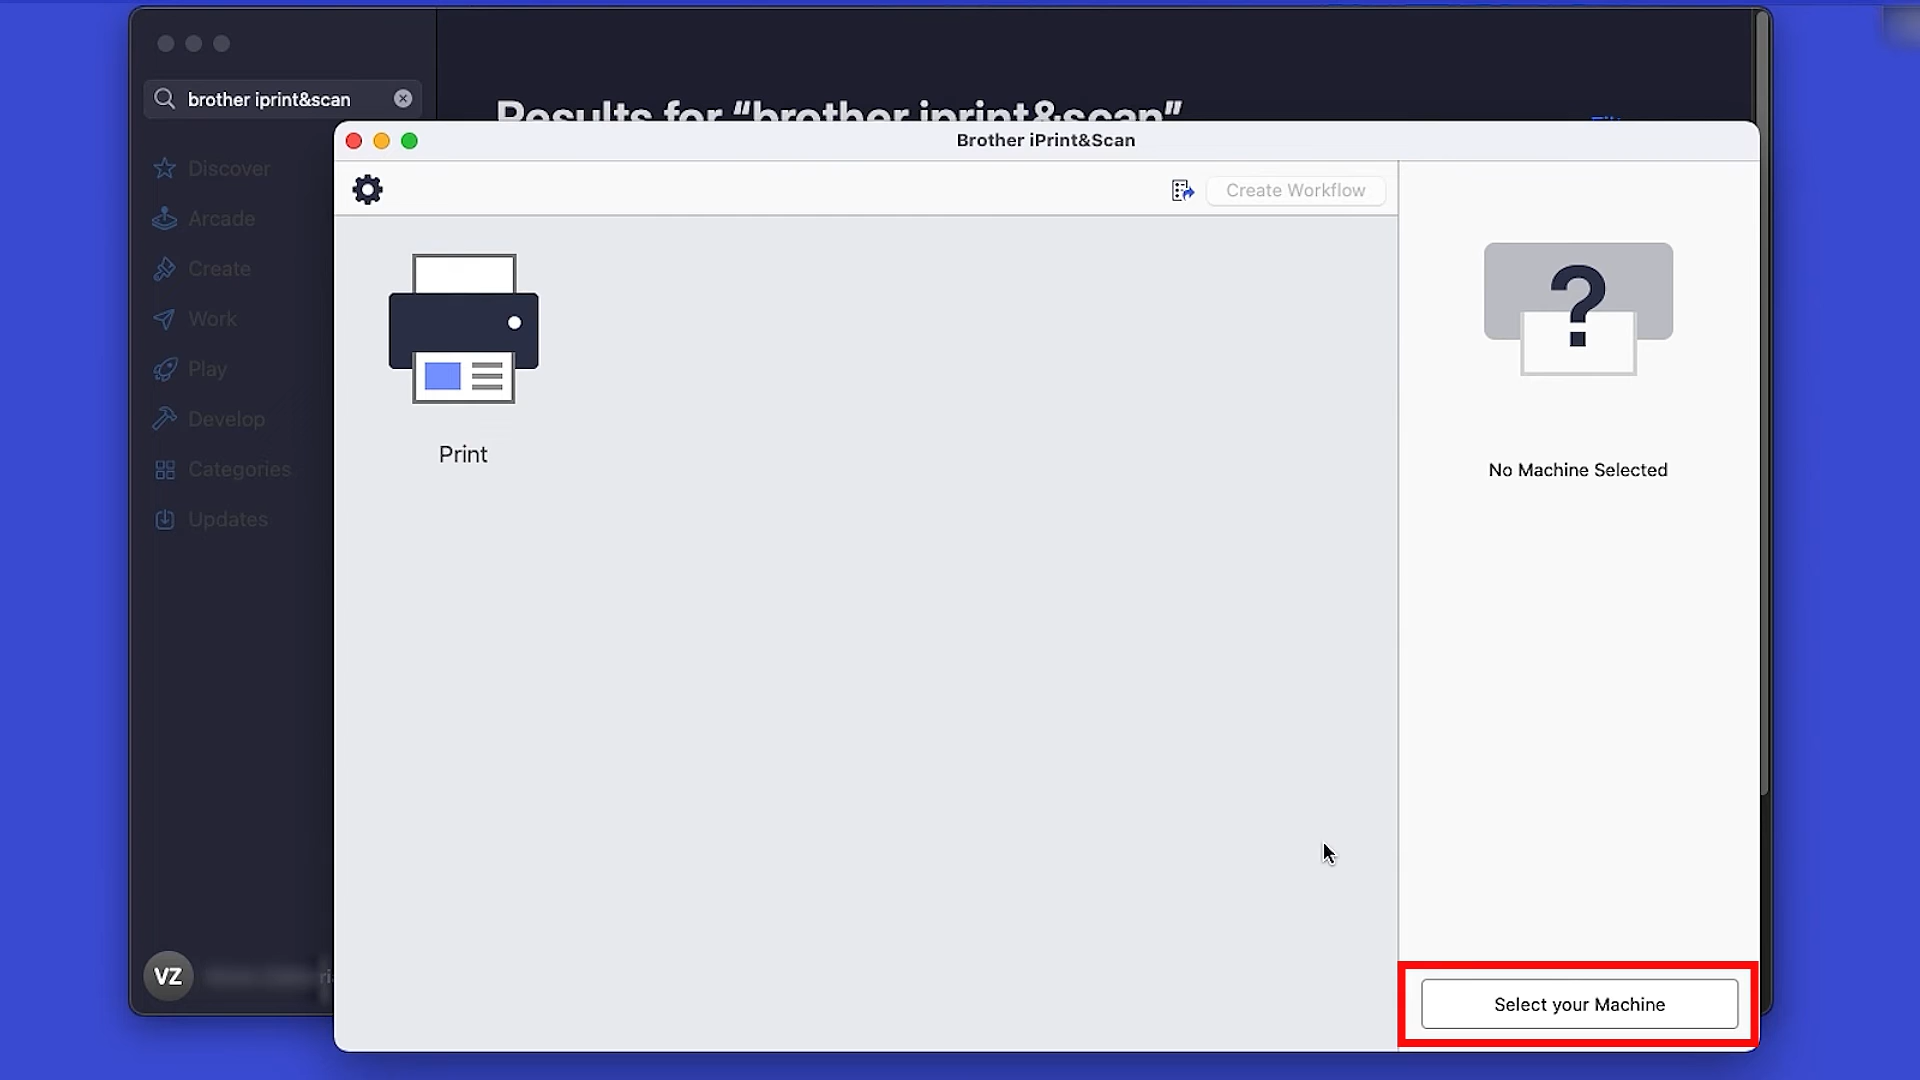 brother iprint&scan
Results for “brother iprint&scan”
Brother iPrint&Scan
Discover
Create Workflow
Arcade
Create
Work
Play
Develop
Print
Categories
No Machine Selected
Updates
VZ
Select your Machine